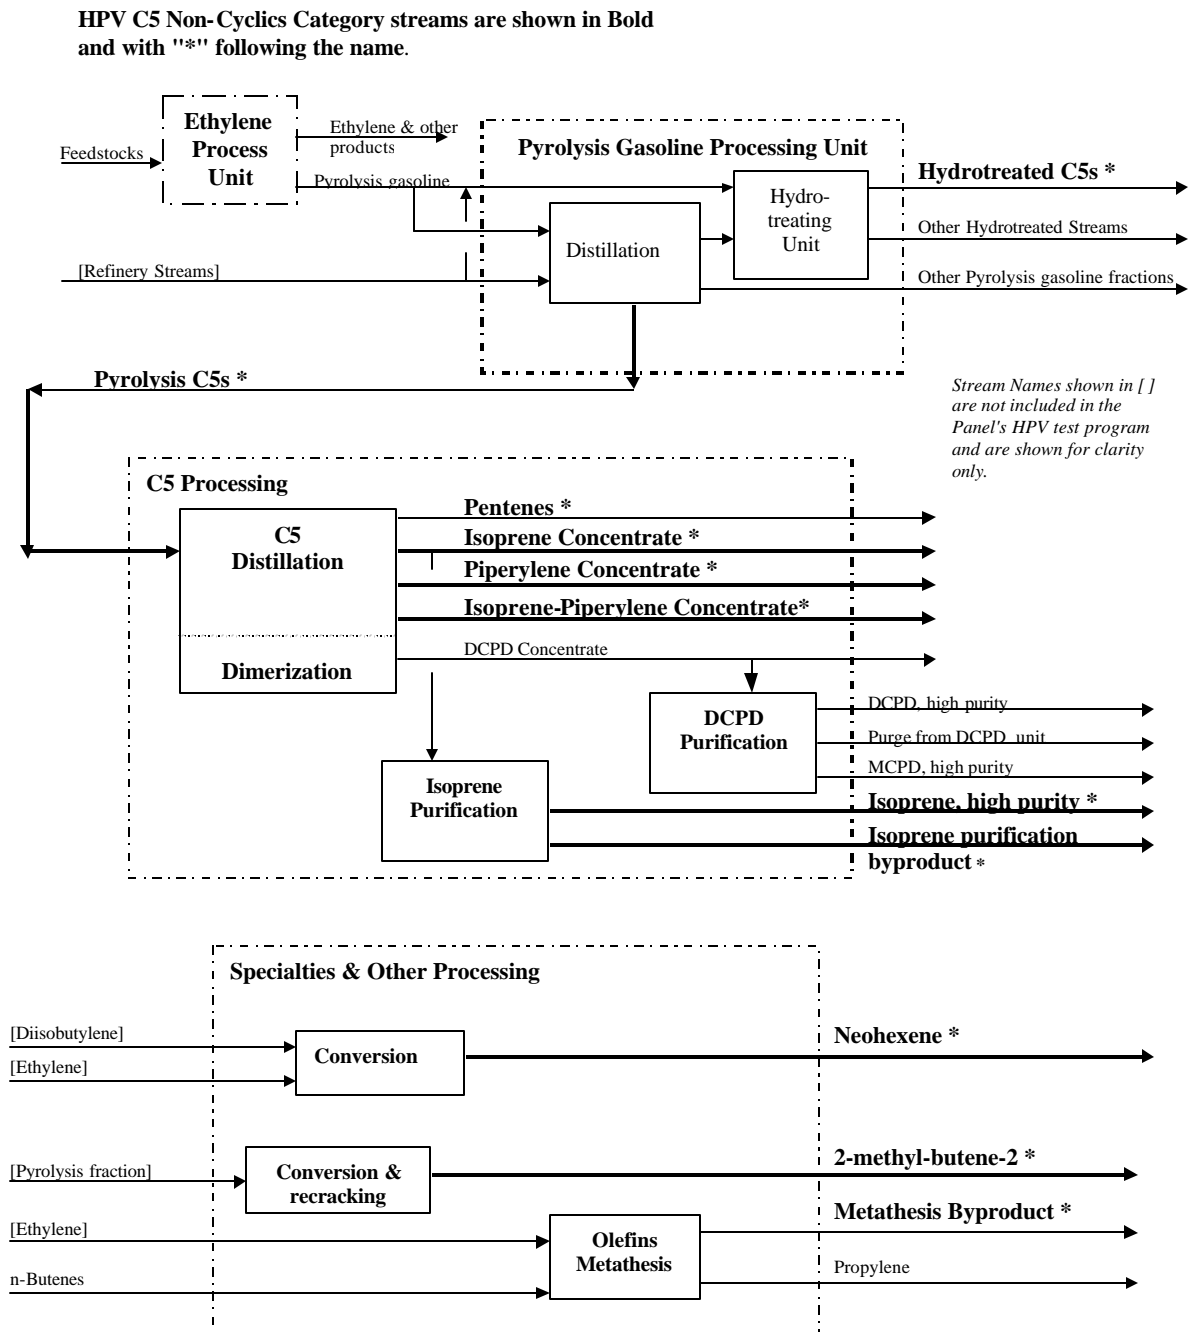 HPV C5 Non-Cyclics Category streams are shown in Bold
and with "*" following the name.
Ethylene
Process
Unit
Feedstocks
Ethylene & other
products
Pyrolysis gasoline
[Refinery Streams]
Pyrolysis Gasoline Processing Unit
Distillation
Hydro-
treating
Unit
Hydrotreated C5s *
Other Hydrotreated Streams
Other Pyrolysis gasoline fractions
Pyrolysis C5s *
Stream Names shown in [ ]
are not included in the
Panel's HPV test program
and are shown for clarity
only.
C5 Processing
C5
Distillation
Dimerization
Pentenes *
Isoprene Concentrate *
Piperylene Concentrate *
Isoprene-Piperylene Concentrate*
DCPD Concentrate
DCPD
Purification
DCPD, high purity
Purge from DCPD unit
MCPD, high purity
Isoprene
Purification
Isoprene, high purity *
Isoprene purification
byproduct *
Specialties & Other Processing
[Diisobutylene]
[Ethylene]
Conversion
Neohexene *
[Pyrolysis fraction]
Conversion &
recracking
2-methyl-butene-2 *
[Ethylene]
n-Butenes
Olefins
Metathesis
Metathesis Byproduct *
Propylene